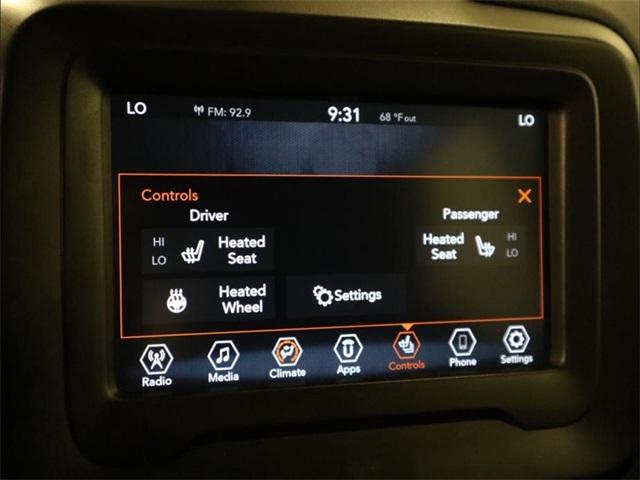 LO FM: 92.9 9:31 68 °F out LO
Controls
Driver Passenger
HI
LO
Heated
Seat
Heated
Seat
HI
LO
Heated
Wheel
Settings
Radio Media Climate Apps Controls Phone Settings